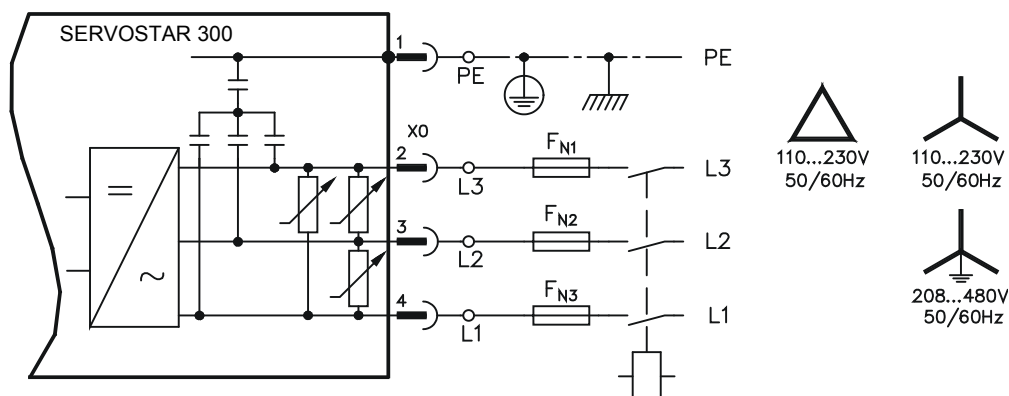 SERVOSTAR 300
1
PE
PE
X0
2
L3
F N1
L3
3
L2
F N2
L2
4
L1
F N3
L1
110...230V
50/60Hz
110...230V
50/60Hz
208...480V
50/60Hz